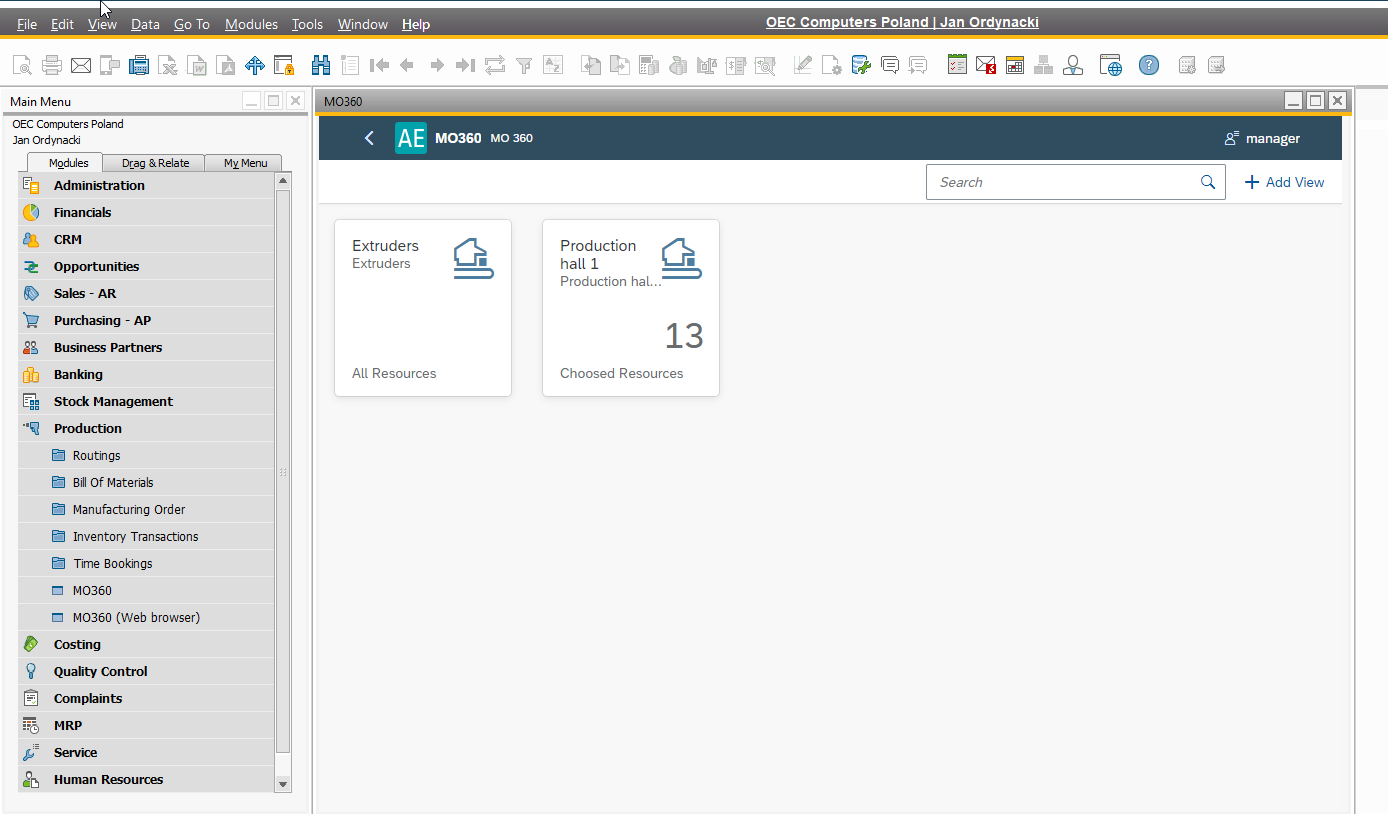 File Edit View Data Go To Modules Tools Window Help
OEC Computers Poland | Jan Ordynacki
Main Menu
OEC Computers Poland
Jan Ordynacki
Modules Drag & Relate My Menu
Administration
Financials
CRM
Opportunities
Sales - AR
Purchasing - AP
Business Partners
Banking
Stock Management
Production
Routings
Bill Of Materials
Manufacturing Order
Inventory Transactions
Time Bookings
MO360
MO360 (Web browser)
Costing
Quality Control
Complaints
MRP
Service
Human Resources
MO360
AE MO360 MO 360
manager
Search
Add View
Extruders
Extruders
All Resources
Production
hall 1
Production hal...
13
Choosed Resources